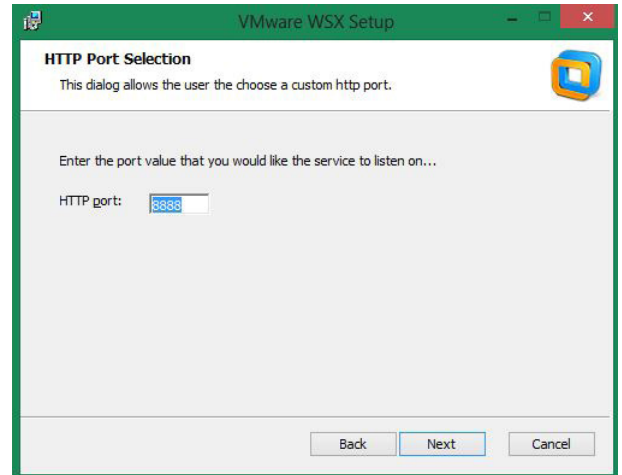 VMware WSX Setup
HTTP Port Selection
This dialog allows the user the choose a custom http port.
Enter the port value that you would like the service to listen on...
HTTP port: 8888
Back Next Cancel